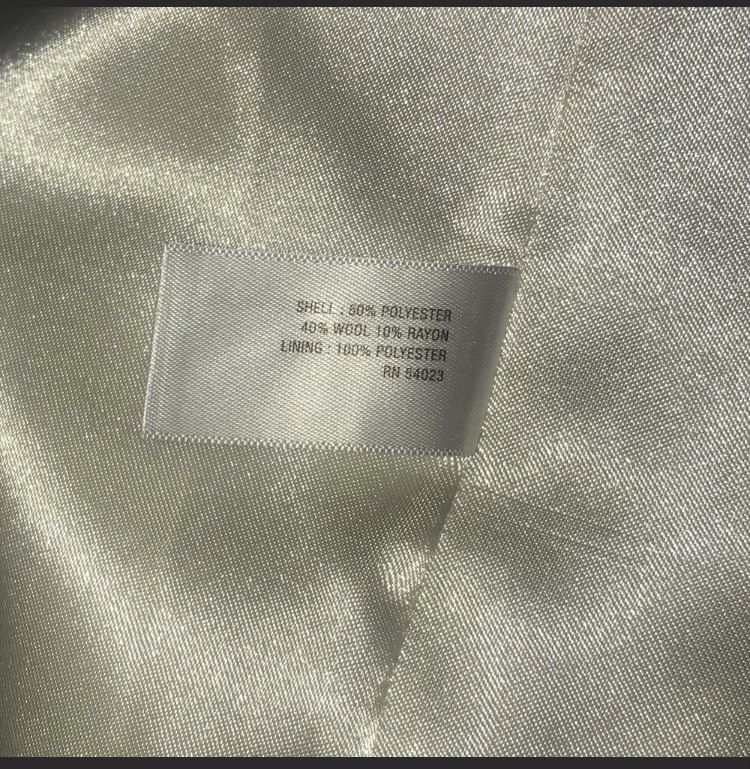 SHELL : 50% POLYESTER
40% WOOL 10% RAYON
LINING : 100% POLYESTER
RN 54023